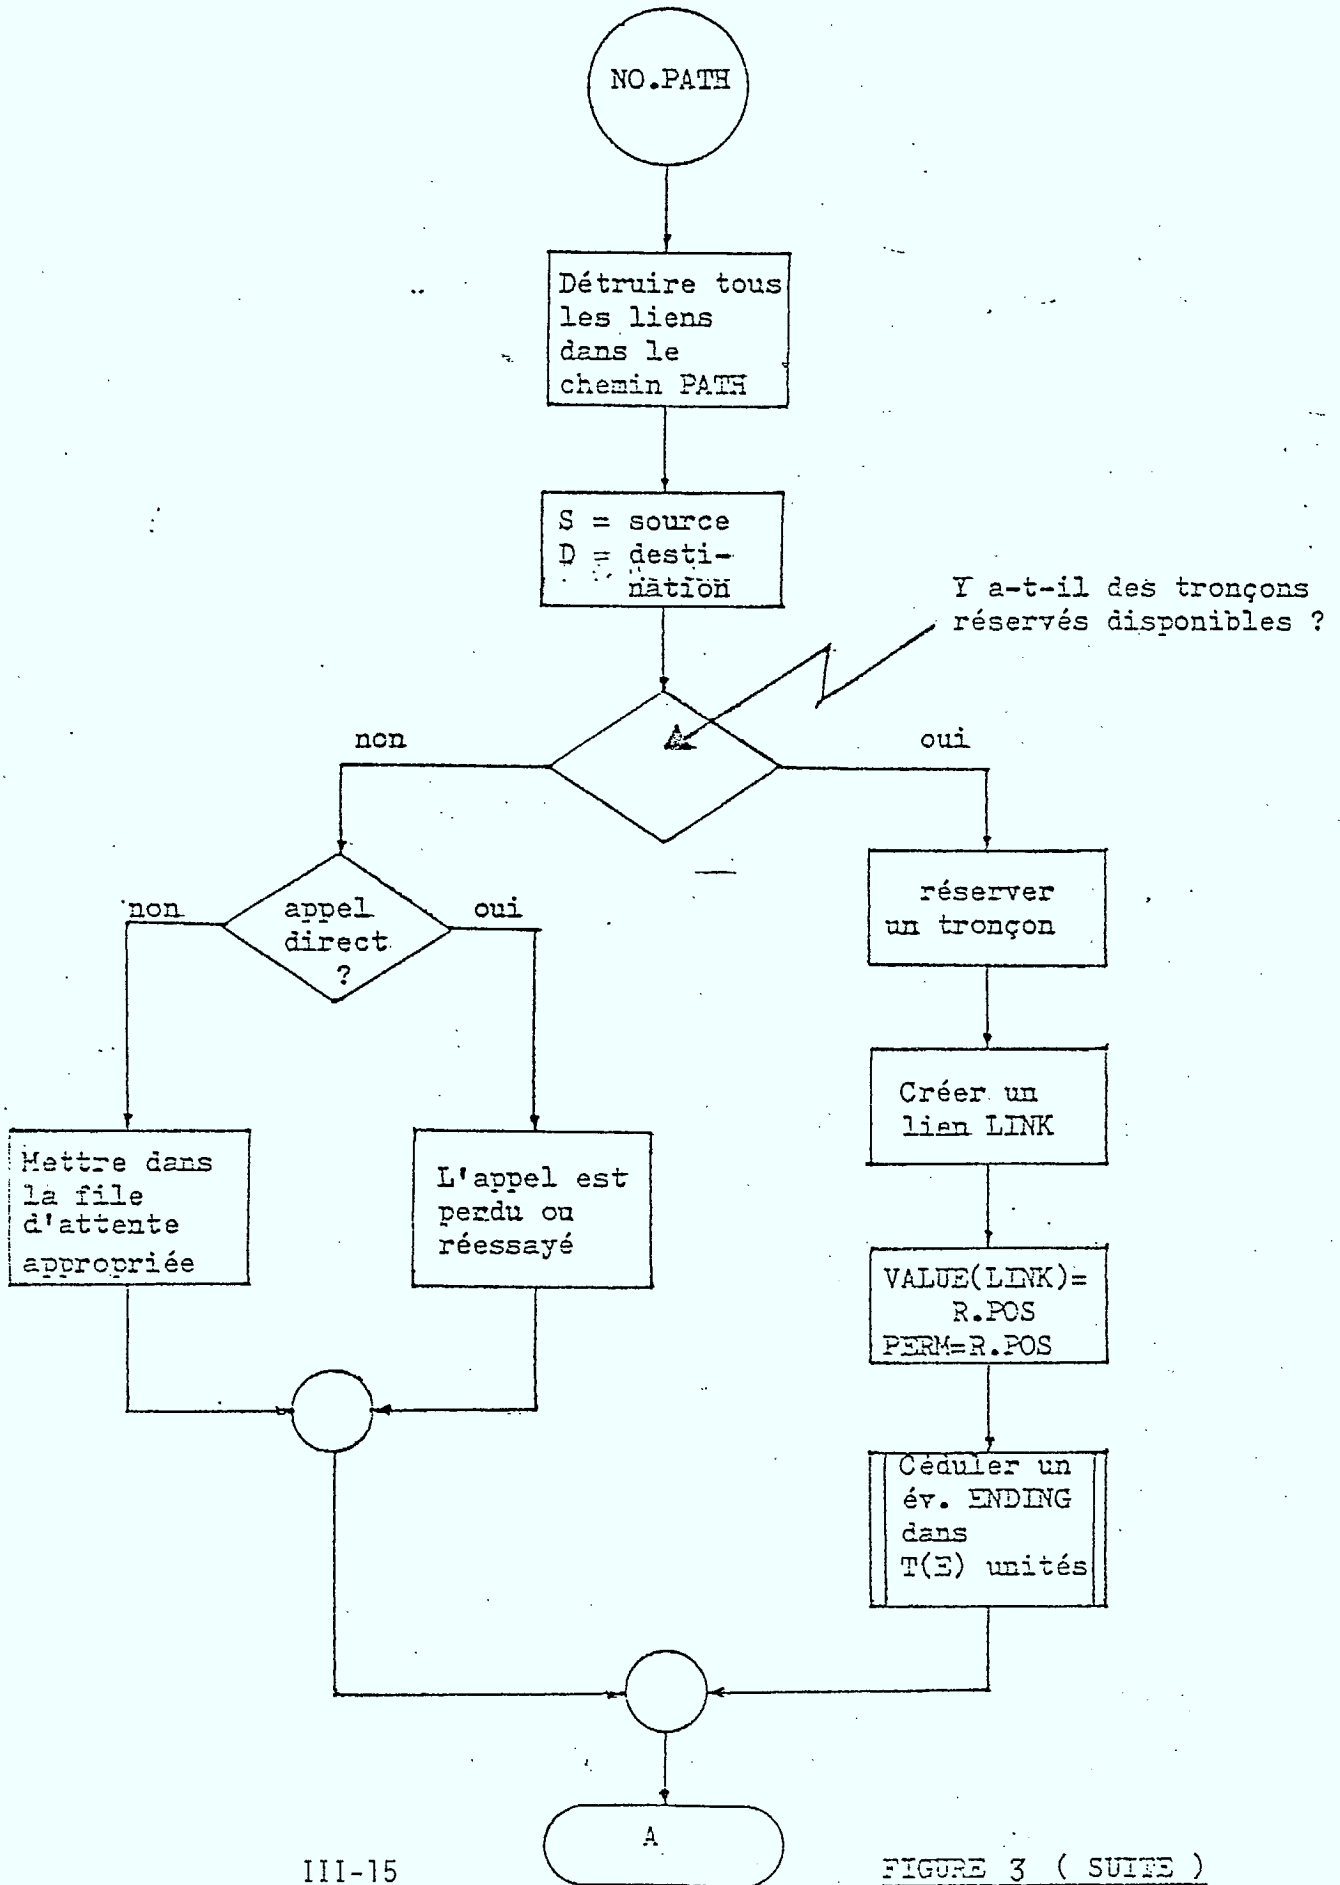 NO.PATH
Détruire tous
les liens
dans le
chemin PATH
S = source
D = desti-
nation
Y a-t-il des tronçons
réservés disponibles ?
non
oui
non
appel
direct
?
oui
réserver
un tronçon
Créer un
lien LINK
Mettre dans
la file
d'attente
appropriée
L'appel est
perdu ou
réessayé
VALUE(LINK)=
R.POS
PERM=R.POS
Céduler un
év. ENDING
dans
T(E) unités
A
III-15
FIGURE 3 ( SUITE )